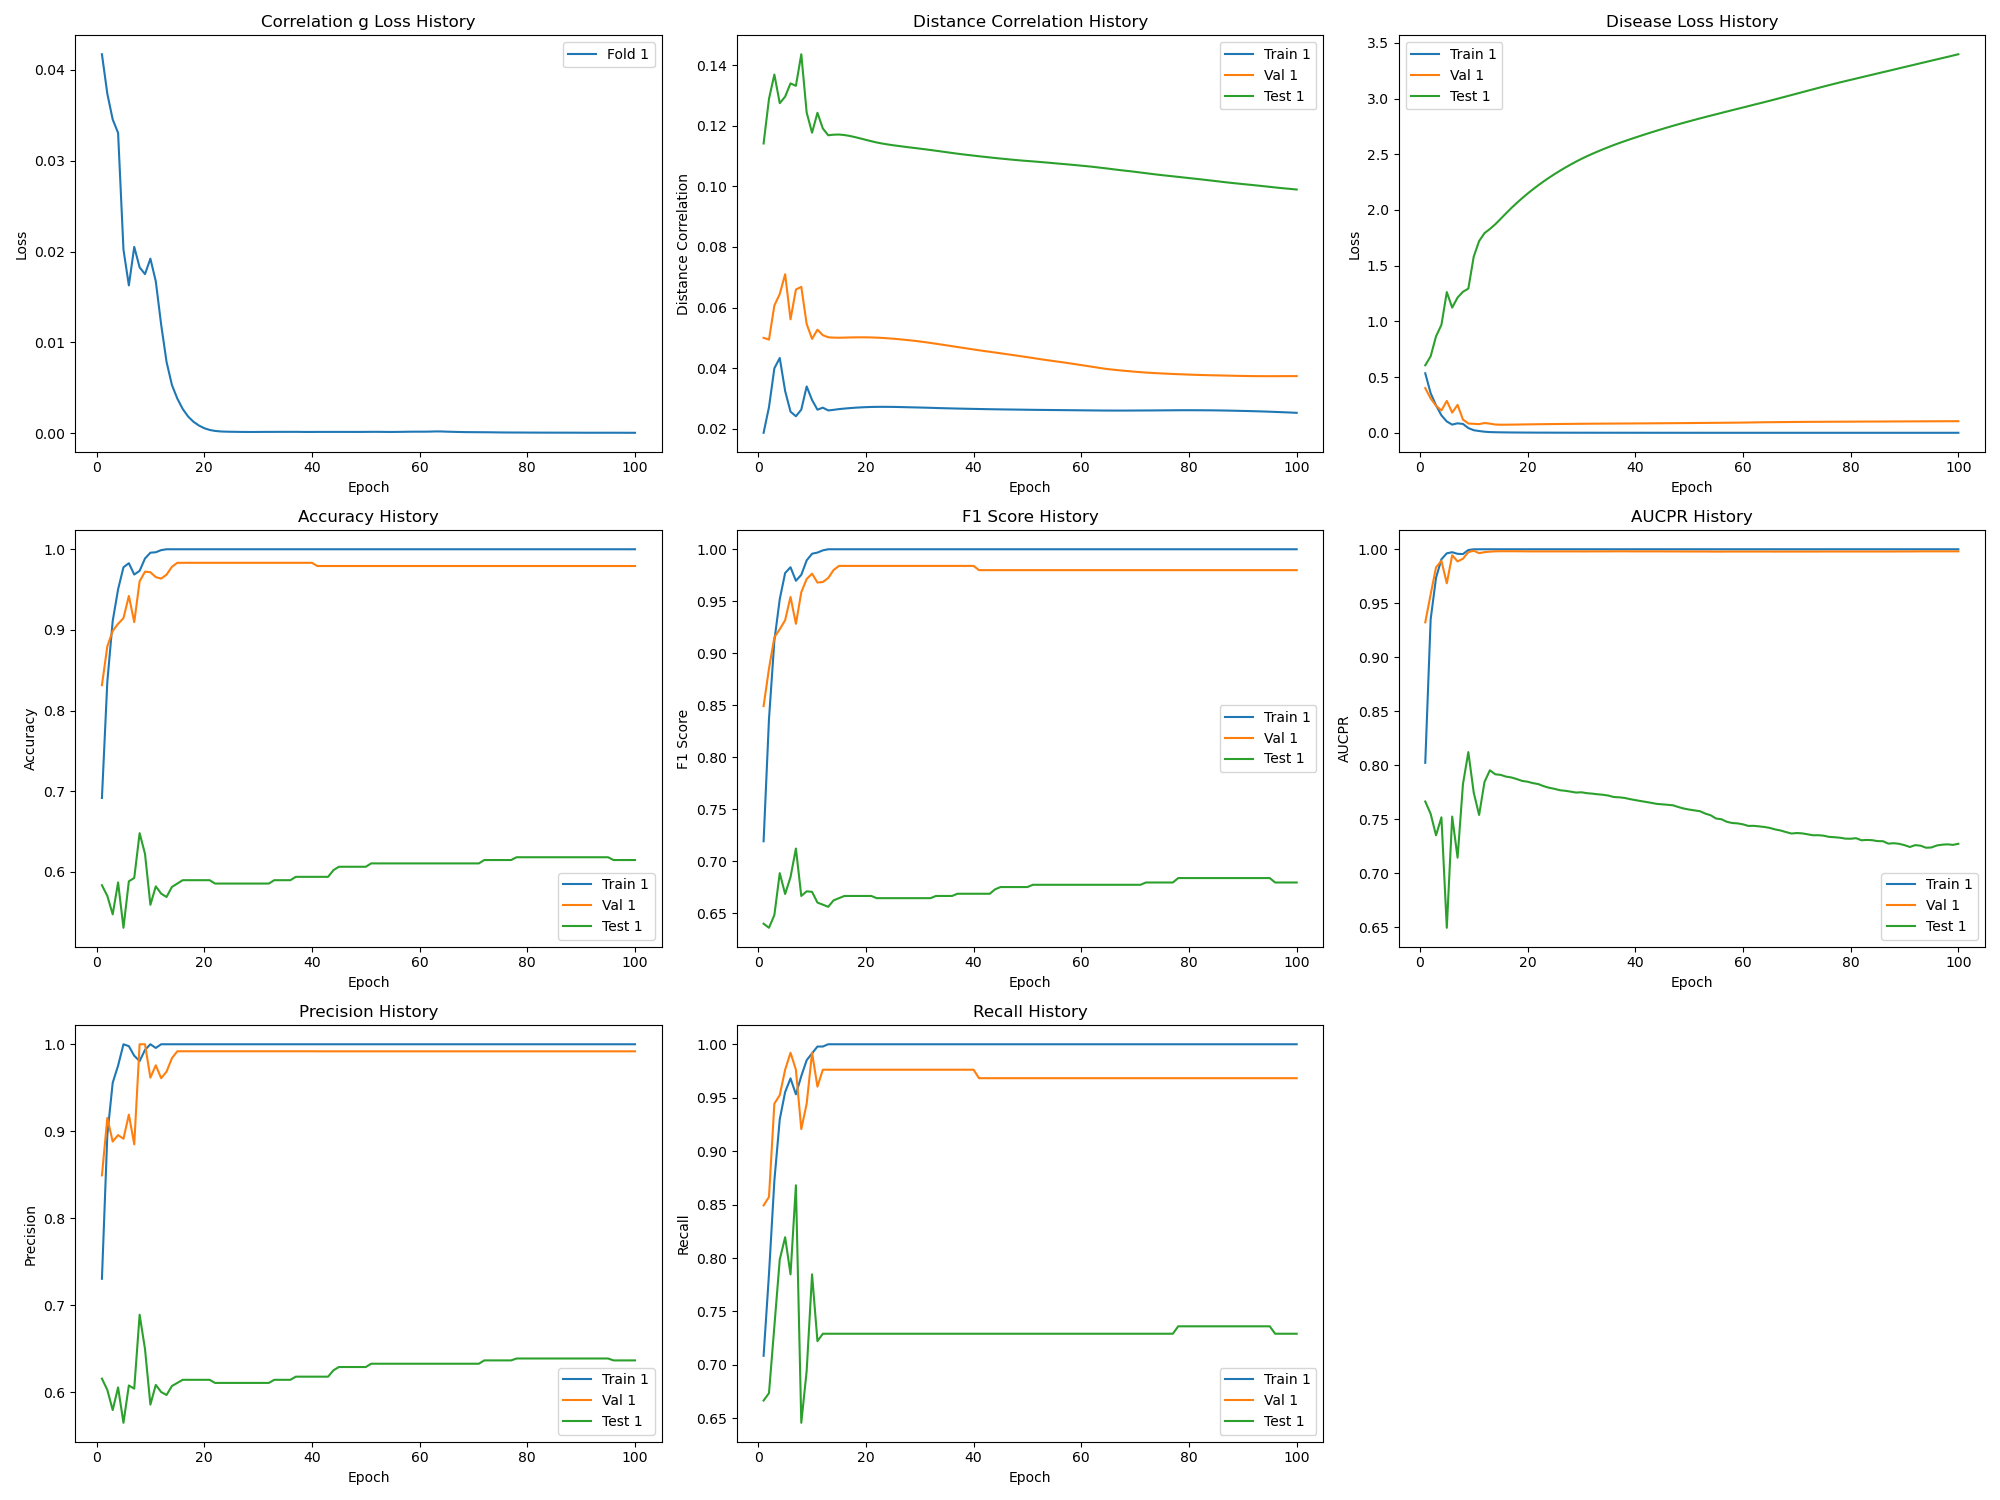 Correlation g Loss History
Loss
0.04
0.03
0.02
0.01
0.00
0 20 40 60 80 100
Epoch
Fold 1
Distance Correlation History
Distance Correlation
0.14
0.12
0.10
0.08
0.06
0.04
0.02
0 20 40 60 80 100
Epoch
Train 1
Val 1
Test 1
Disease Loss History
Loss
3.5
3.0
2.5
2.0
1.5
1.0
0.5
0.0
0 20 40 60 80 100
Epoch
Train 1
Val 1
Test 1
Accuracy History
Accuracy
1.0
0.9
0.8
0.7
0.6
0 20 40 60 80 100
Epoch
Train 1
Val 1
Test 1
F1 Score History
F1 Score
1.00
0.95
0.90
0.85
0.80
0.75
0.70
0.65
0 20 40 60 80 100
Epoch
Train 1
Val 1
Test 1
AUCPR History
AUCPR
1.00
0.95
0.90
0.85
0.80
0.75
0.70
0.65
0 20 40 60 80 100
Epoch
Train 1
Val 1
Test 1
Precision History
Precision
1.0
0.9
0.8
0.7
0.6
0 20 40 60 80 100
Epoch
Train 1
Val 1
Test 1
Recall History
Recall
1.00
0.95
0.90
0.85
0.80
0.75
0.70
0.65
0 20 40 60 80 100
Epoch
Train 1
Val 1
Test 1